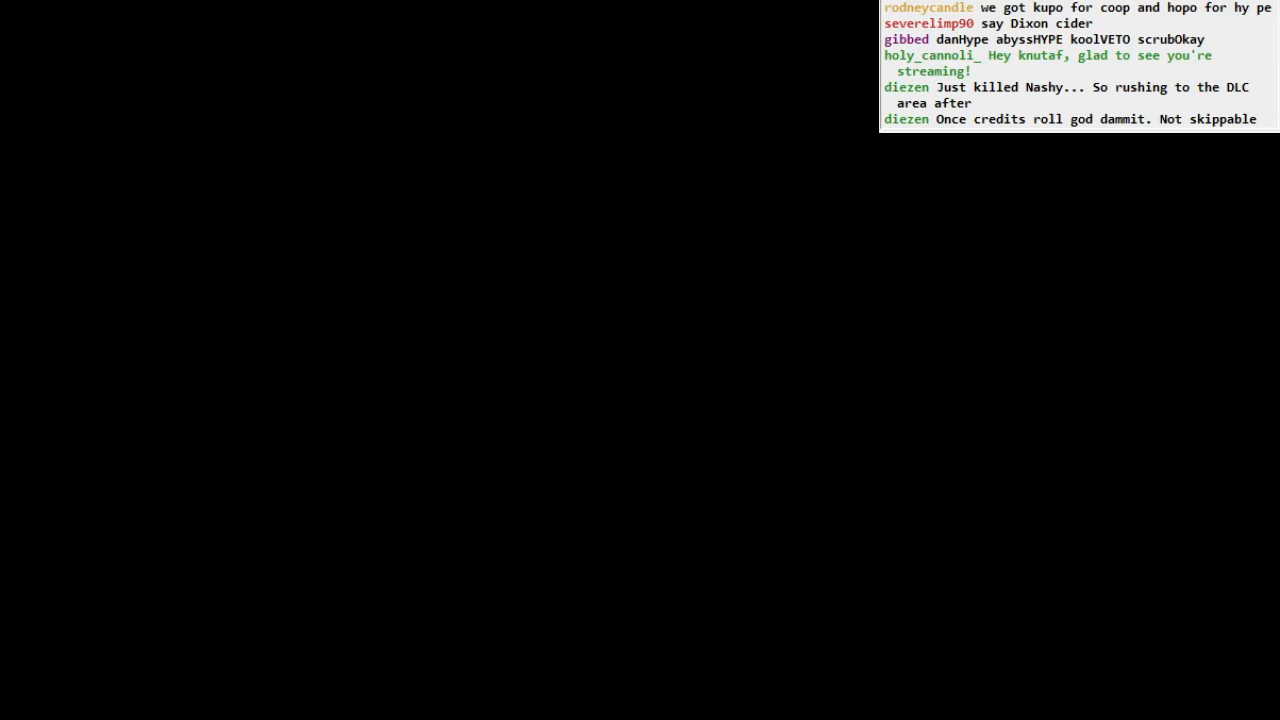 rodneycandle we got kupo for coop and hopo for hy pe
severelimp90 say Dixon cider
gibbed danHype abyssHYPE koolVETO scrubOkay
holy_cannoli_ Hey knutaf, glad to see you're
streaming!
diezen Just killed Nashy... So rushing to the DLC
area after
diezen Once credits roll god dammit. Not skippable